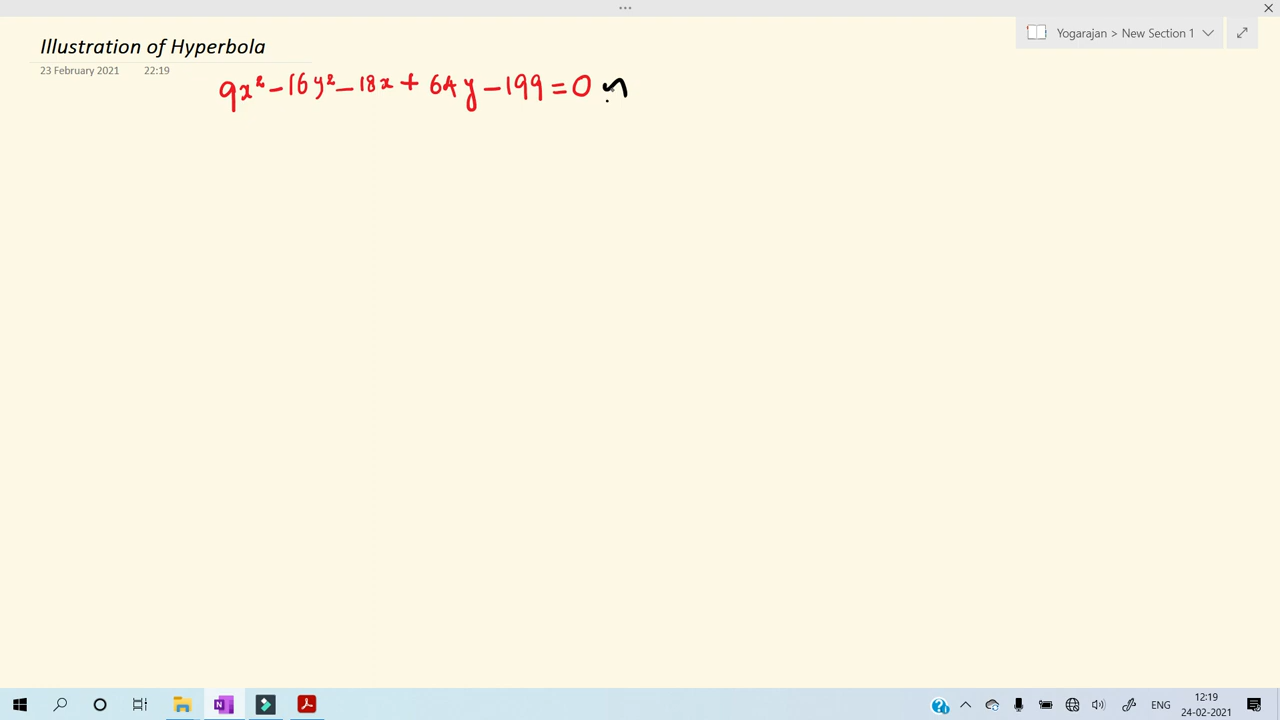 ...
Illustration of Hyperbola
Yogarajan > New Section 1
23 February 2021 22:19
9x² - 16y² - 18x + 64y - 199 = 0
12:19
ENG
24-02-2021